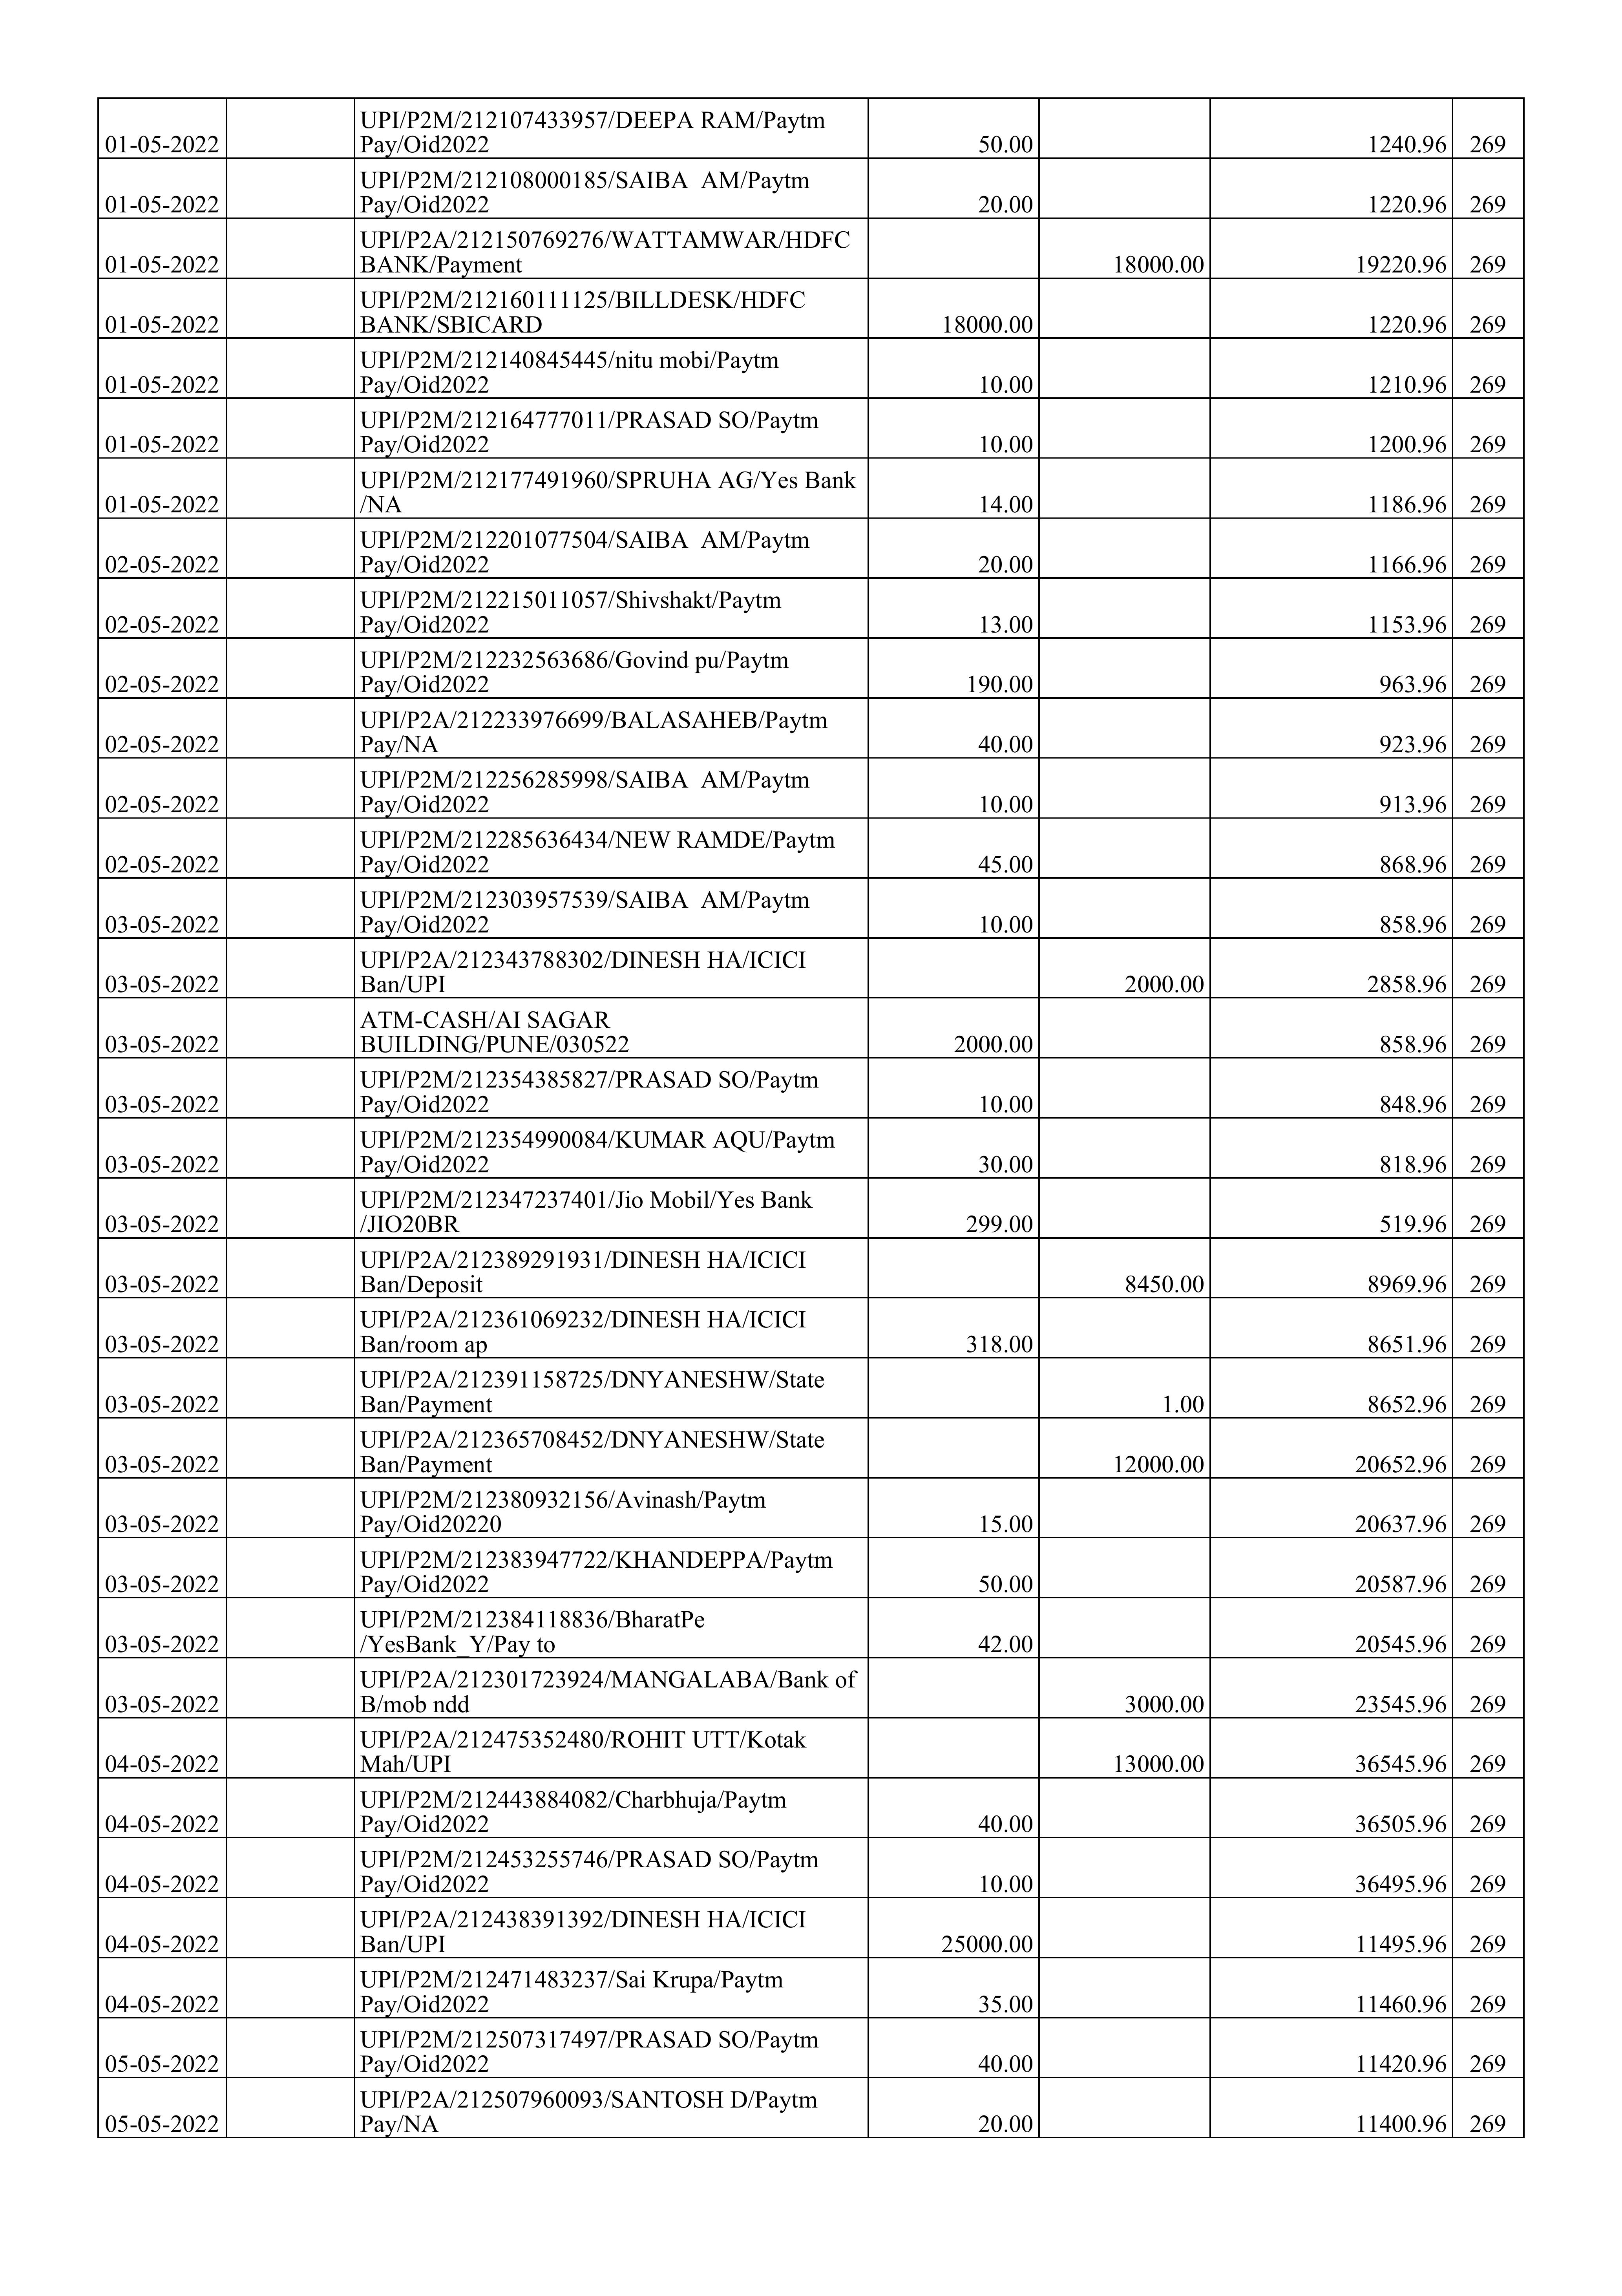 UPI/P2M/212107433957/DEEPA RAM/Paytm
01-05-2022 Pay/Oid2022 50.00 1240.96 269
UPI/P2M/212108000185/SAIBA  AM/Paytm
01-05-2022 Pay/Oid2022 20.00 1220.96 269
UPI/P2A/212150769276/WATTAMWAR/HDFC
01-05-2022 BANK/Payment 18000.00 19220.96 269
UPI/P2M/212160111125/BILLDESK/HDFC
01-05-2022 BANK/SBICARD 18000.00 1220.96 269
UPI/P2M/212140845445/nitu mobi/Paytm
01-05-2022 Pay/Oid2022 10.00 1210.96 269
UPI/P2M/212164777011/PRASAD SO/Paytm
01-05-2022 Pay/Oid2022 10.00 1200.96 269
UPI/P2M/212177491960/SPRUHA AG/Yes Bank
01-05-2022 /NA 14.00 1186.96 269
UPI/P2M/212201077504/SAIBA  AM/Paytm
02-05-2022 Pay/Oid2022 20.00 1166.96 269
UPI/P2M/212215011057/Shivshakt/Paytm
02-05-2022 Pay/Oid2022 13.00 1153.96 269
UPI/P2M/212232563686/Govind pu/Paytm
02-05-2022 Pay/Oid2022 190.00 963.96 269
UPI/P2A/212233976699/BALASAHEB/Paytm
02-05-2022 Pay/NA 40.00 923.96 269
UPI/P2M/212256285998/SAIBA  AM/Paytm
02-05-2022 Pay/Oid2022 10.00 913.96 269
UPI/P2M/212285636434/NEW RAMDE/Paytm
02-05-2022 Pay/Oid2022 45.00 868.96 269
UPI/P2M/212303957539/SAIBA  AM/Paytm
03-05-2022 Pay/Oid2022 10.00 858.96 269
UPI/P2A/212343788302/DINESH HA/ICICI
03-05-2022 Ban/UPI 2000.00 2858.96 269
ATM-CASH/AI SAGAR
03-05-2022 BUILDING/PUNE/030522 2000.00 858.96 269
UPI/P2M/212354385827/PRASAD SO/Paytm
03-05-2022 Pay/Oid2022 10.00 848.96 269
UPI/P2M/212354990084/KUMAR AQU/Paytm
03-05-2022 Pay/Oid2022 30.00 818.96 269
UPI/P2M/212347237401/Jio Mobil/Yes Bank
03-05-2022 /JIO20BR 299.00 519.96 269
UPI/P2A/212389291931/DINESH HA/ICICI
03-05-2022 Ban/Deposit 8450.00 8969.96 269
UPI/P2A/212361069232/DINESH HA/ICICI
03-05-2022 Ban/room ap 318.00 8651.96 269
UPI/P2A/212391158725/DNYANESHW/State
03-05-2022 Ban/Payment 1.00 8652.96 269
UPI/P2A/212365708452/DNYANESHW/State
03-05-2022 Ban/Payment 12000.00 20652.96 269
UPI/P2M/212380932156/Avinash/Paytm
03-05-2022 Pay/Oid20220 15.00 20637.96 269
UPI/P2M/212383947722/KHANDEPPA/Paytm
03-05-2022 Pay/Oid2022 50.00 20587.96 269
UPI/P2M/212384118836/BharatPe
03-05-2022 /YesBank_Y/Pay to 42.00 20545.96 269
UPI/P2A/212301723924/MANGALABA/Bank of
03-05-2022 B/mob ndd 3000.00 23545.96 269
UPI/P2A/212475352480/ROHIT UTT/Kotak
04-05-2022 Mah/UPI 13000.00 36545.96 269
UPI/P2M/212443884082/Charbhuja/Paytm
04-05-2022 Pay/Oid2022 40.00 36505.96 269
UPI/P2M/212453255746/PRASAD SO/Paytm
04-05-2022 Pay/Oid2022 10.00 36495.96 269
UPI/P2A/212438391392/DINESH HA/ICICI
04-05-2022 Ban/UPI 25000.00 11495.96 269
UPI/P2M/212471483237/Sai Krupa/Paytm
04-05-2022 Pay/Oid2022 35.00 11460.96 269
UPI/P2M/212507317497/PRASAD SO/Paytm
05-05-2022 Pay/Oid2022 40.00 11420.96 269
UPI/P2A/212507960093/SANTOSH D/Paytm
05-05-2022 Pay/NA 20.00 11400.96 269